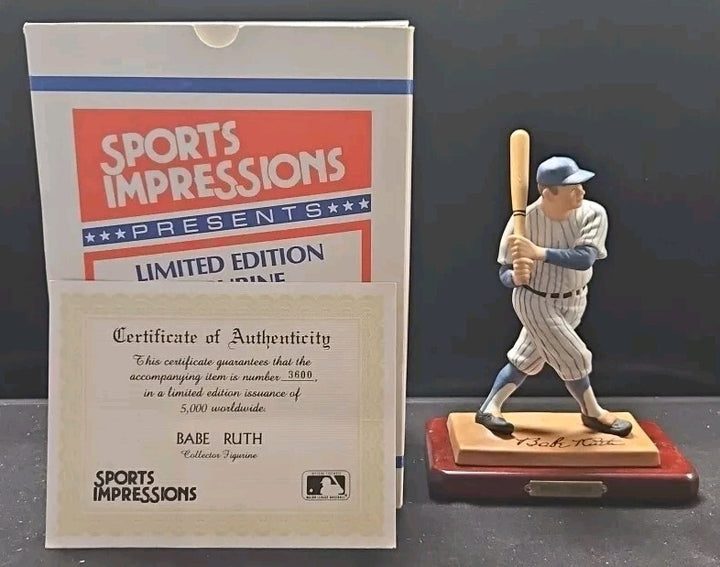 SPORTS
IMPRESSIONS
PRESENTS
LIMITED EDITION
Certificate of Authenticity
This certificate guarantees that the
accompanying item is number 3600,
in a limited edition issuance of
5,000 worldwide.
BABE RUTH
Collector Figurine
SPORTS
IMPRESSIONS
Babe Ruth